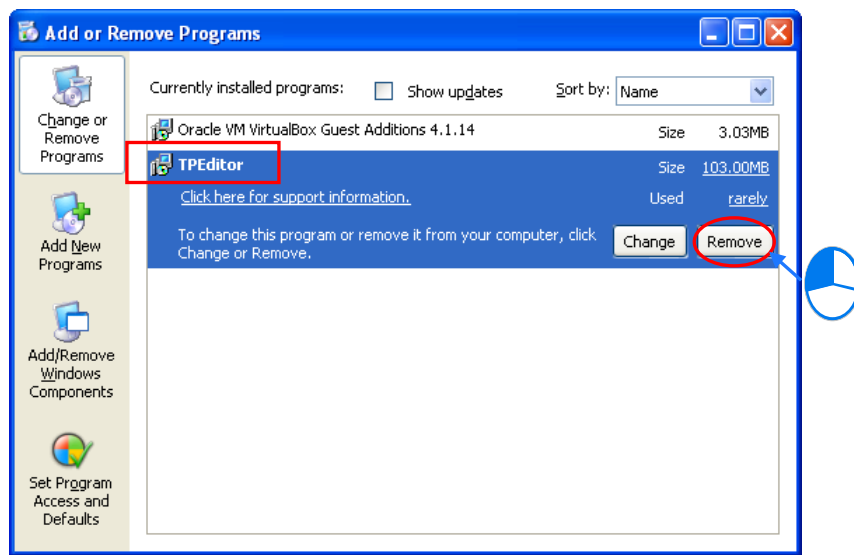 Add or Remove Programs
Change or
Remove
Programs
Add New
Programs
Add/Remove
Windows
Components
Set Program
Access and
Defaults
Currently installed programs: Show updates Sort by: Name
Oracle VM VirtualBox Guest Additions 4.1.14 Size 3.03MB
TPEditor Size 103.00MB
Click here for support information. Used rarely
To change this program or remove it from your computer, click
Change or Remove.
Change Remove